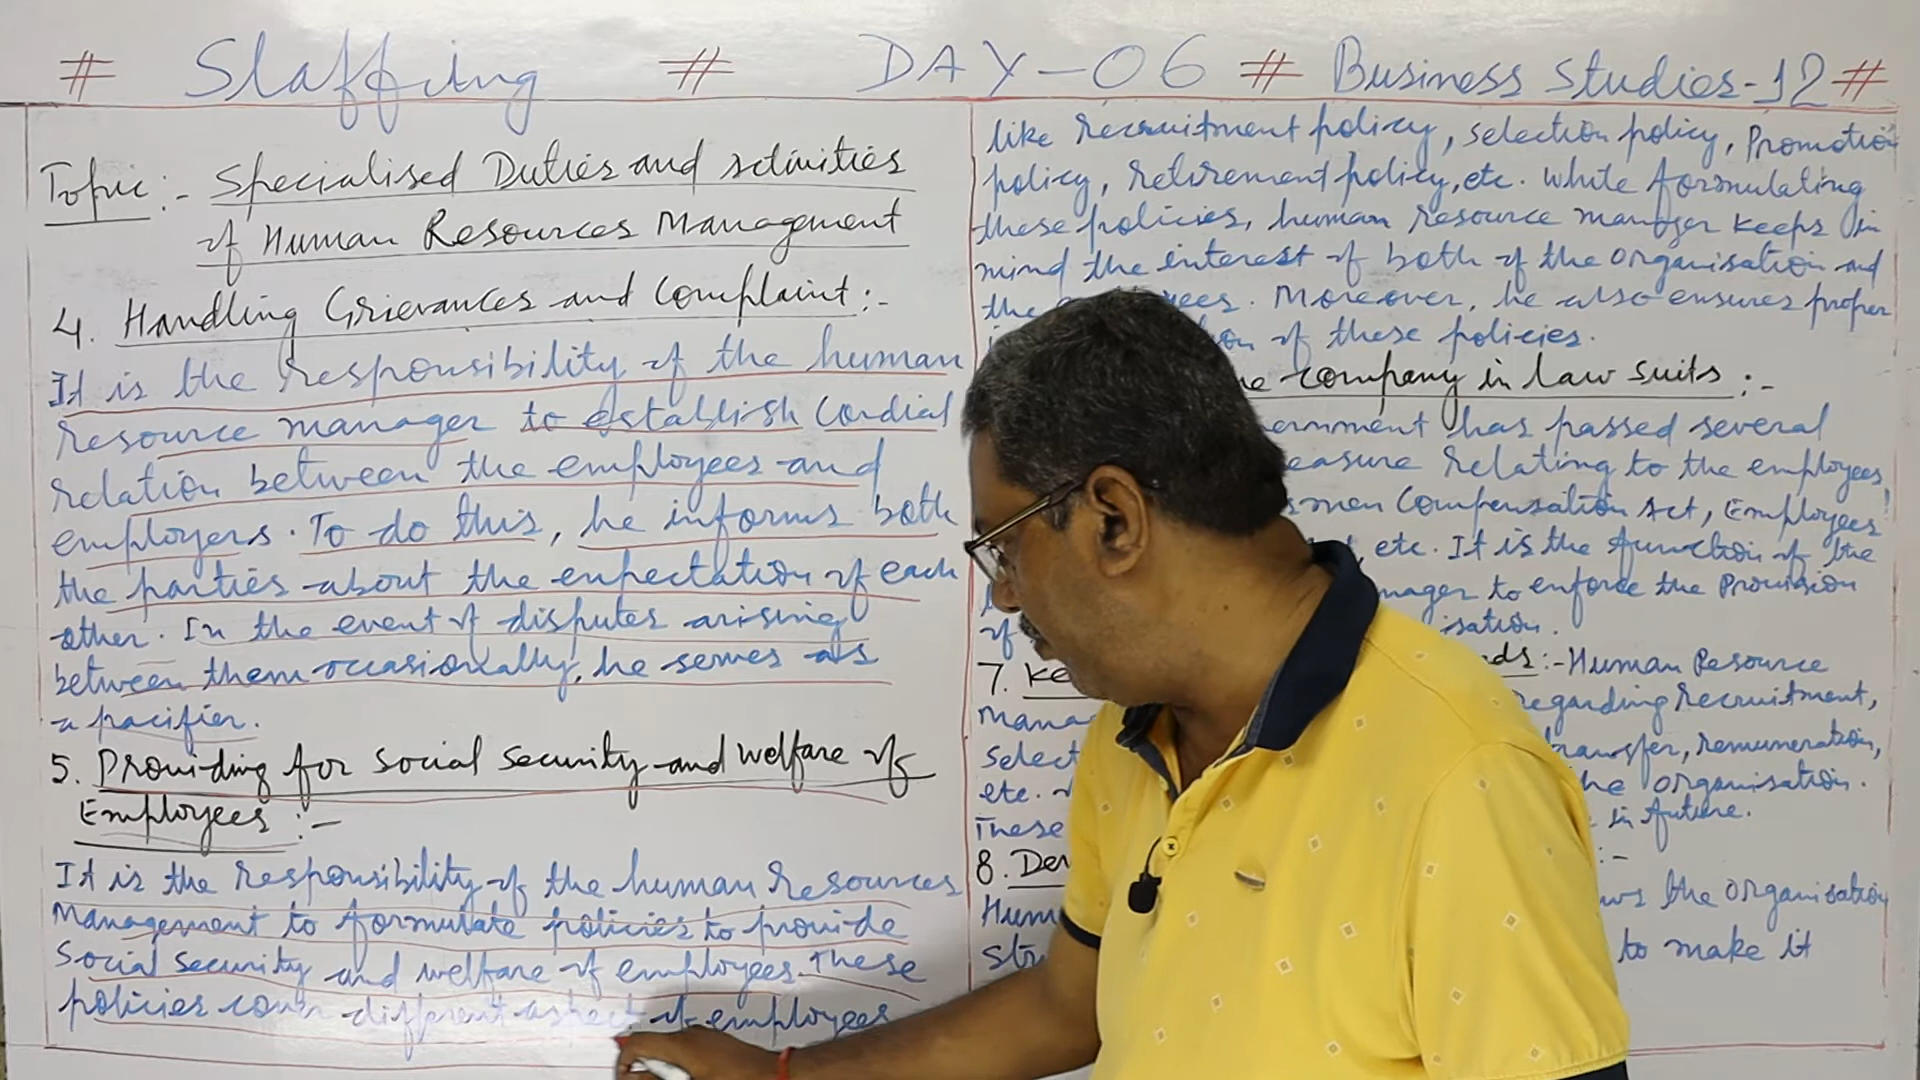 # Staffing # DAY-06 # Business Studies-12 #
Topic:- Specialised Duties and activities
of Human Resources Management
4. Handling Grievances and Complaint:-
It is the responsibility of the human
resource manager to establish cordial
relation between the employees and
employers. To do this, he informs both
the parties about the expectation of each
other. In the event of disputes arising
between them occasionally, he serves as
a pacifier.
5. Providing for social security and welfare of
Employees:-
It is the responsibility of the human resources
Management to formulate policies to provide
Social security and welfare of employees. These
policies cover different aspect of employees
like recruitment policy, selection policy, Promotion
policy, retirement policy, etc. While formulating
these policies, human resource manager keeps in
mind the interest of both of the organisation and
the Moreover, he also ensures proper
of these policies.
company in law suits:-
has passed several
relating to the employees,
Compensation Act, Employees
etc. It is the function of the
to enforce the Provision
of
7. :-Human Resource
regarding recruitment,
transfer, remuneration,
etc. the organisation.
These in future.
8.
the organisation
to make it